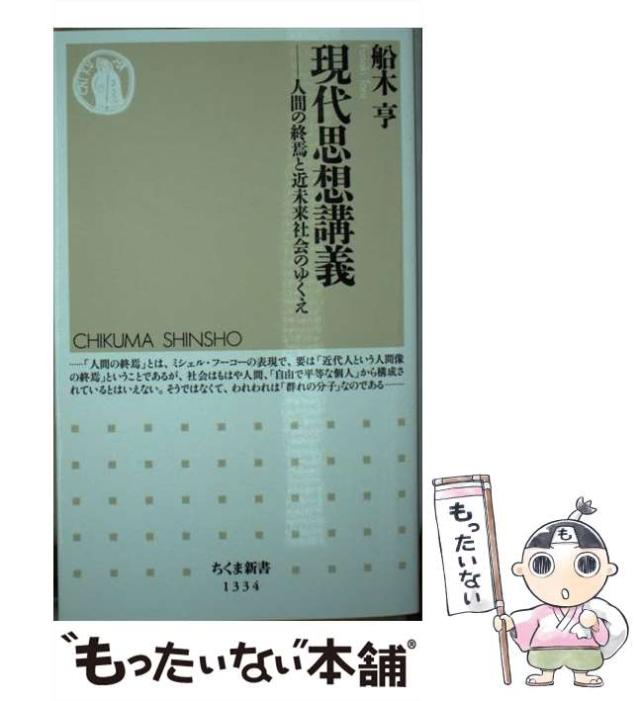 船木 亨
現代思想講義
——人間の終焉と近未来社会のゆくえ
CHIKUMA SHINSHO
……「人間の終焉」とは、ミシェル・フーコーの表現で、要は「近代人という人間像
の終焉」ということであるが、社会はもはや人間、「自由で平等な個人」から構成さ
れているとはいえない。そうではなくて、われわれは「群れの分子」なのである——
ちくま新書
1334
も
もったいない
“もったいない”本舗®